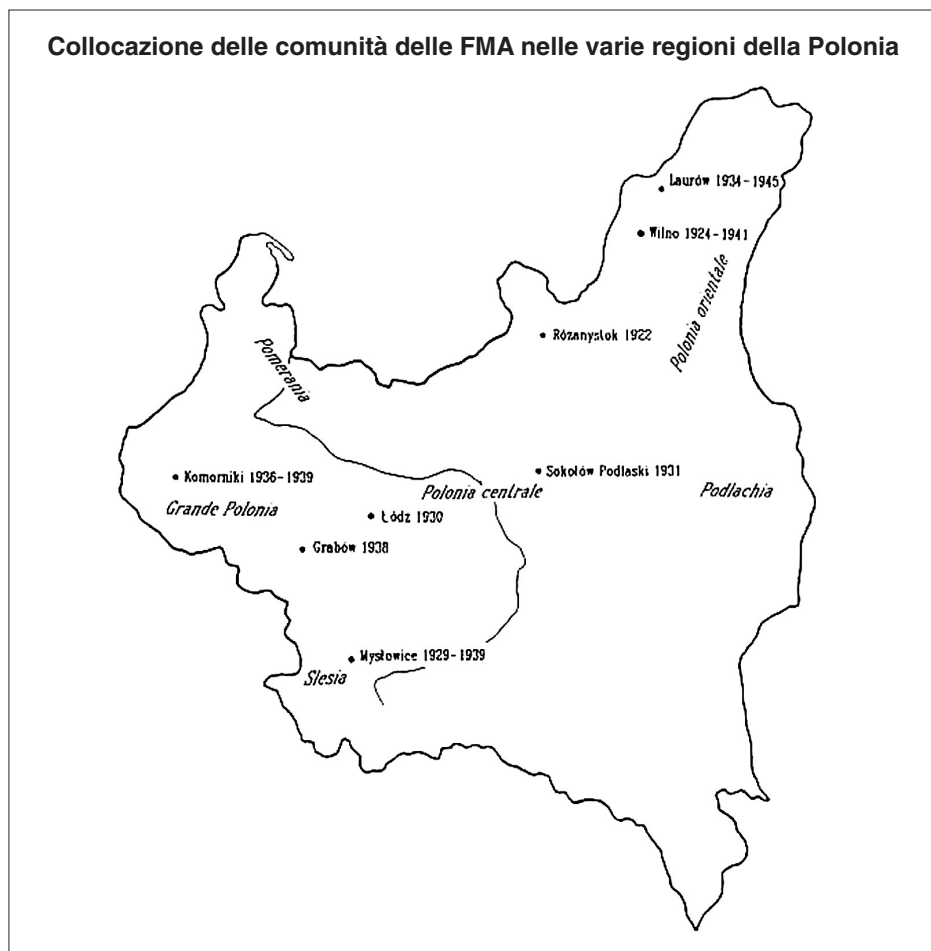 Collocazione delle comunità delle FMA nelle varie regioni della Polonia
Laurów 1934-1945
Wilno 1924-1941
Polonia orientale
Rózanystok 1922
Pomerania
Komorniki 1936-1939
Sokołów Podlaski 1931
Polonia centrale
Podlachia
Grande Polonia
Łódz 1930
Grabów 1938
Mysłowice 1929-1939
Slesia